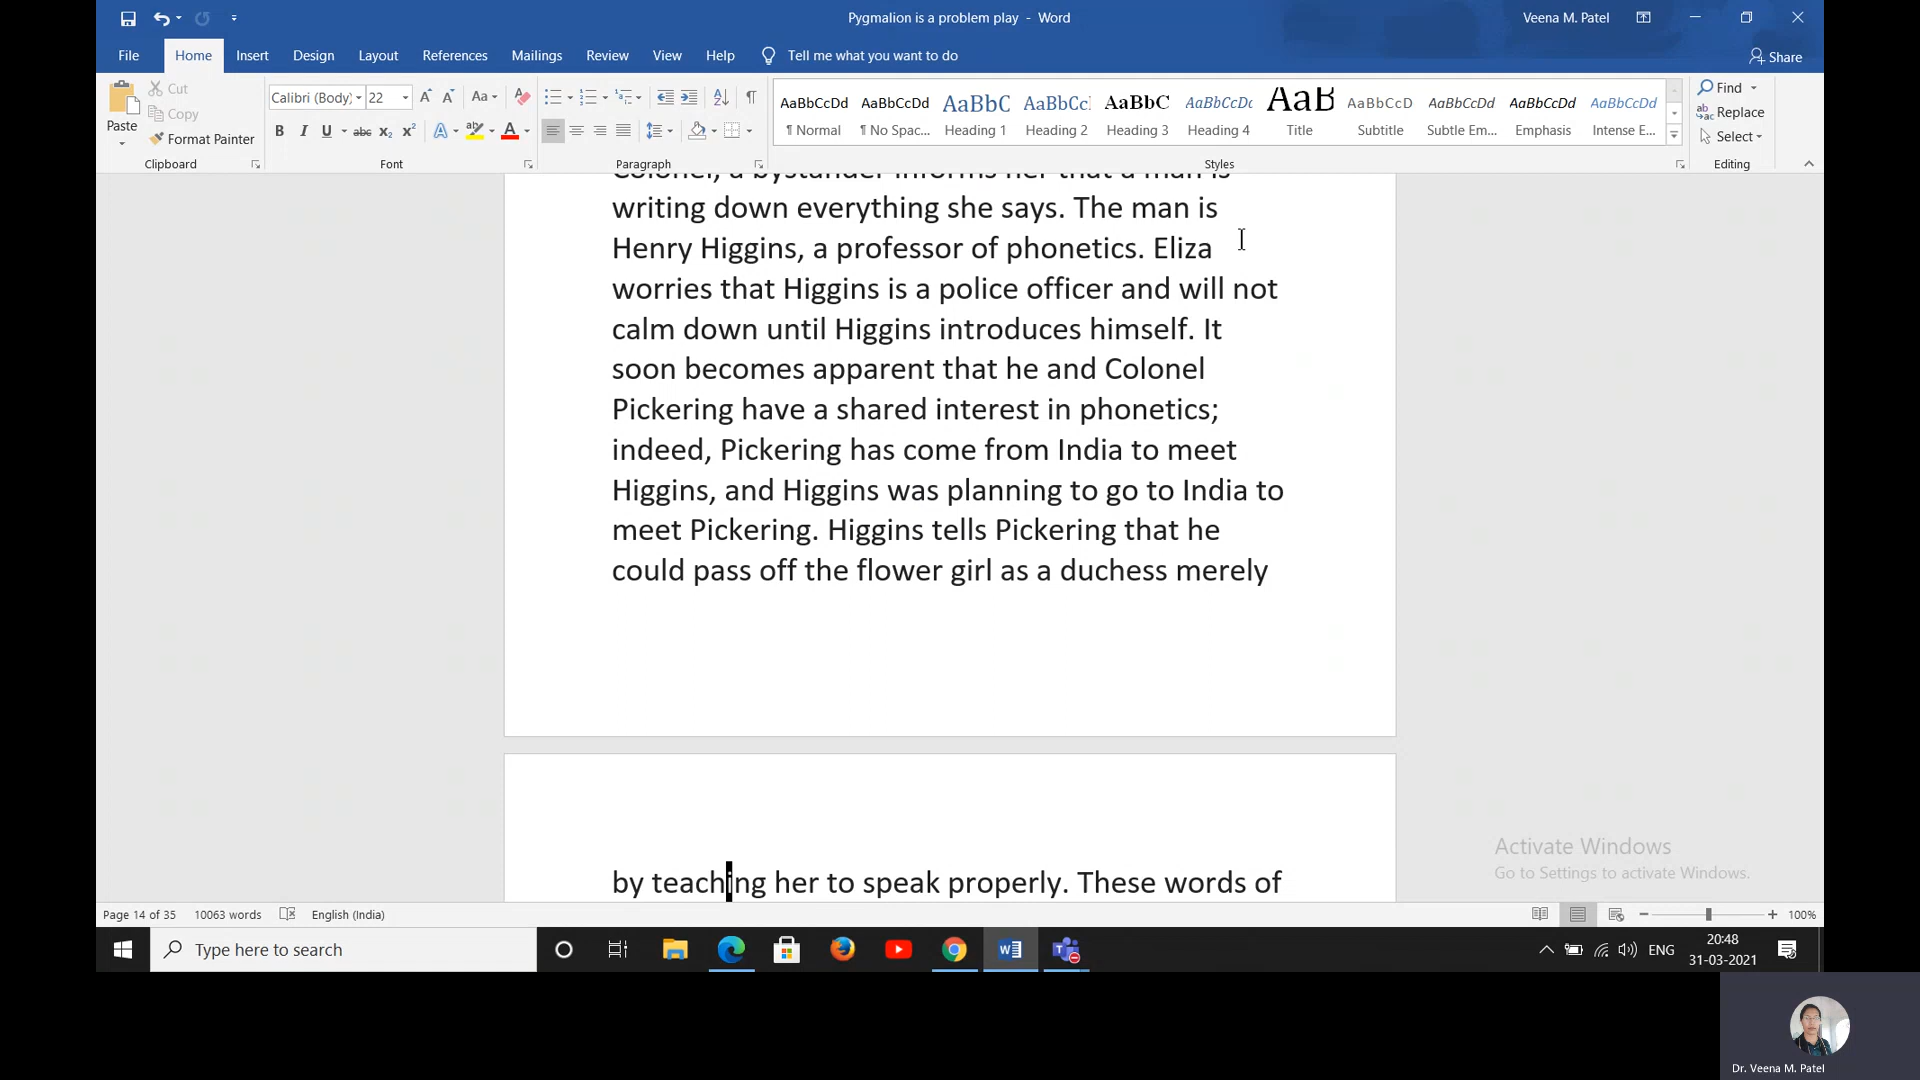 Pygmalion is a problem play - Word
Veena M. Patel
File Home Insert Design Layout References Mailings Review View Help Tell me what you want to do
Share
Paste
Cut
Copy
Format Painter
Clipboard
Calibri (Body) 22
Font
Paragraph
AaBbCcDd AaBbCcDd AaBbC AaBbCc AaBbC AaBbCcDc AaB AaBbCcD AaBbCcDd AaBbCcDd AaBbCcDd
¶ Normal ¶ No Spac... Heading 1 Heading 2 Heading 3 Heading 4 Title Subtitle Subtle Em... Emphasis Intense E...
Styles
Find
Replace
Select
Editing
Colonel, a bystander informs her that a man is
writing down everything she says. The man is
Henry Higgins, a professor of phonetics. Eliza
worries that Higgins is a police officer and will not
calm down until Higgins introduces himself. It
soon becomes apparent that he and Colonel
Pickering have a shared interest in phonetics;
indeed, Pickering has come from India to meet
Higgins, and Higgins was planning to go to India to
meet Pickering. Higgins tells Pickering that he
could pass off the flower girl as a duchess merely
by teaching her to speak properly. These words of
Activate Windows
Go to Settings to activate Windows.
Page 14 of 35 10063 words English (India)
100%
Type here to search
ENG
20:48
31-03-2021
Dr. Veena M. Patel